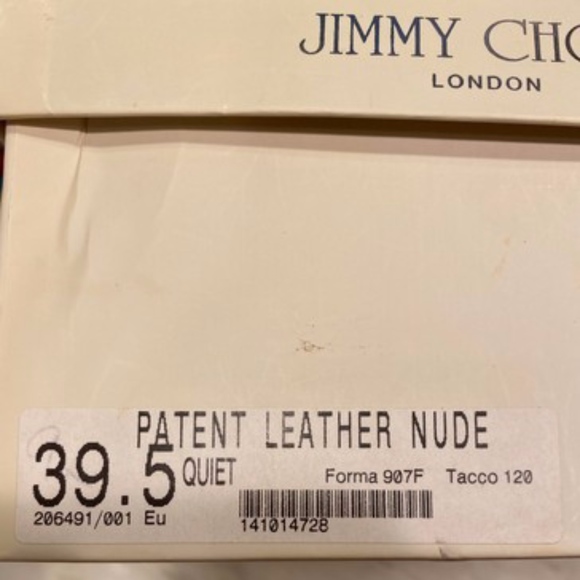 JIMMY CHO
LONDON
PATENT LEATHER NUDE
39.5 QUIET Forma 907F Tacco 120
206491/001 Eu 141014728